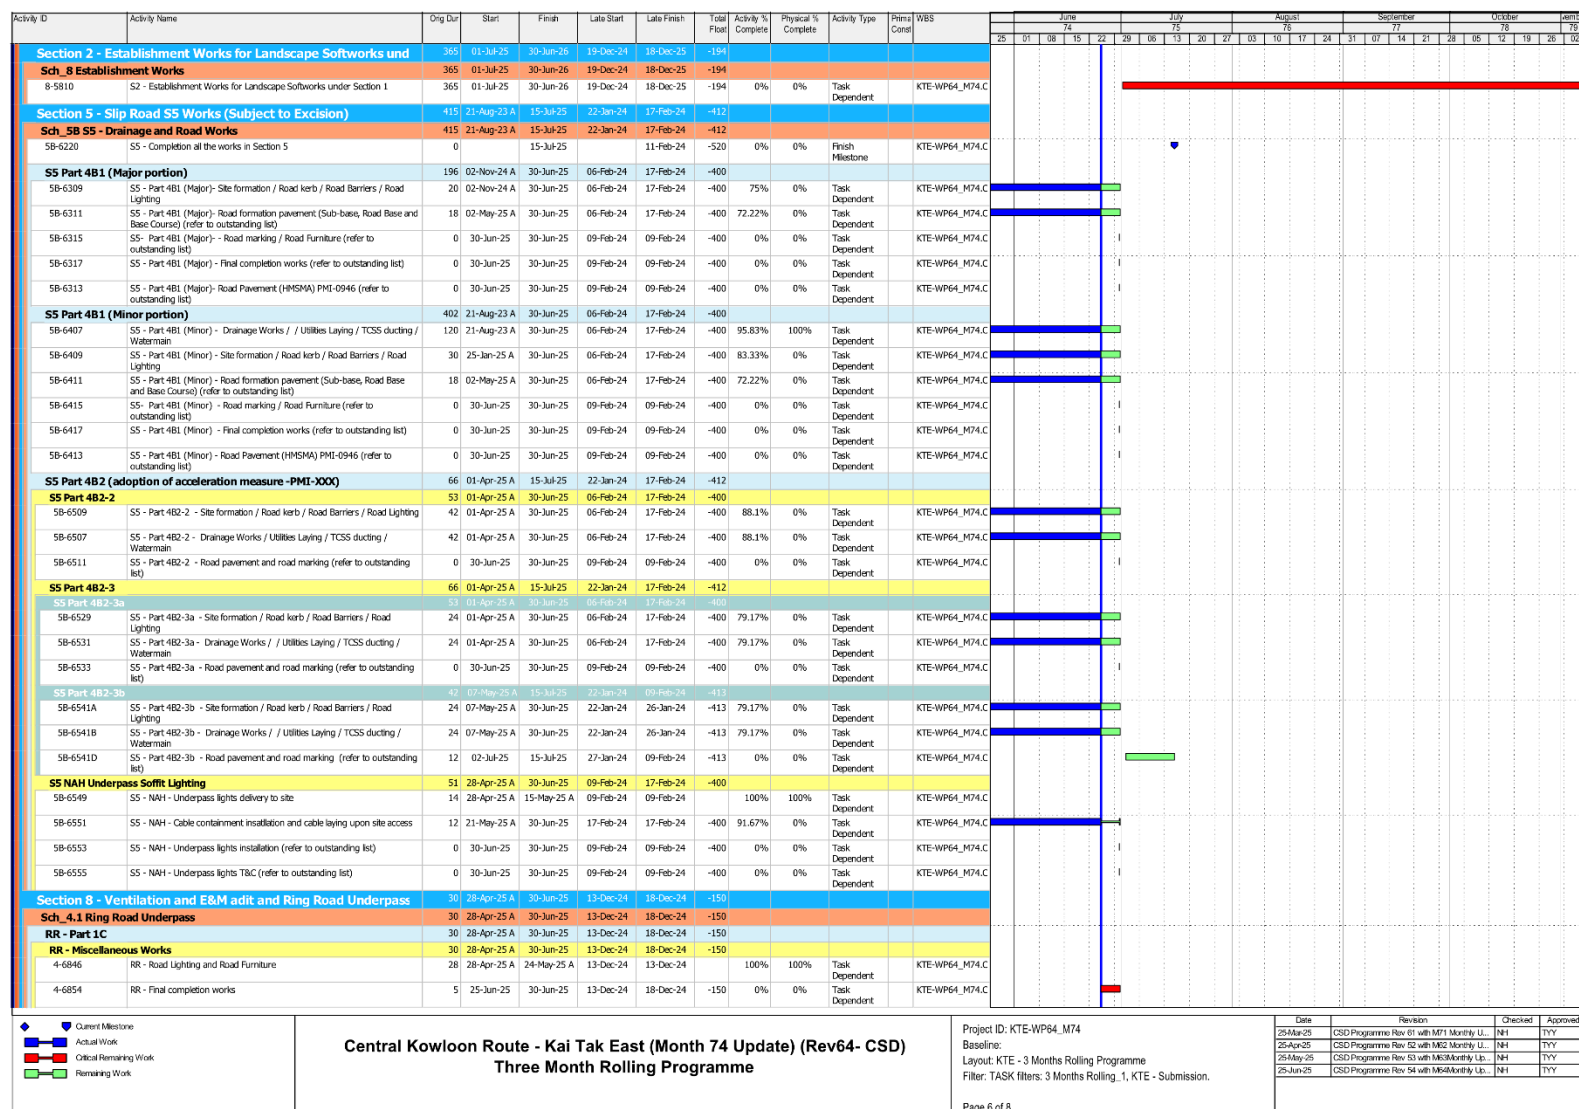 Activity ID Activity Name Orig Dur Start Finish Late Start Late Finish Total Float Activity % Complete Physical % Complete Activity Type Prima Const WBS
June July August September October
74 75 76 77 78 79
25 01 08 15 22 29 06 13 20 27 03 10 17 24 31 07 14 21 28 05 12 19 26 02
Section 2 - Establishment Works for Landscape Softworks und 365 01-Jul-25 30-Jun-26 19-Dec-24 18-Dec-25 -194
Sch_8 Establishment Works 365 01-Jul-25 30-Jun-26 19-Dec-24 18-Dec-25 -194
8-5810 S2 - Establishment Works for Landscape Softworks under Section 1 365 01-Jul-25 30-Jun-26 19-Dec-24 18-Dec-25 -194 0% 0% Task Dependent KTE-WP64_M74.C
Section 5 - Slip Road S5 Works (Subject to Excision) 415 21-Aug-23 A 15-Jul-25 22-Jan-24 17-Feb-24 -412
Sch_5B S5 - Drainage and Road Works 415 21-Aug-23 A 15-Jul-25 22-Jan-24 17-Feb-24 -412
5B-6220 S5 - Completion all the works in Section 5 0 15-Jul-25 11-Feb-24 -520 0% 0% Finish Milestone KTE-WP64_M74.C
S5 Part 4B1 (Major portion) 196 02-Nov-24 A 30-Jun-25 06-Feb-24 17-Feb-24 -400
5B-6309 S5 - Part 4B1 (Major)- Site formation / Road kerb / Road Barriers / Road Lighting 20 02-Nov-24 A 30-Jun-25 06-Feb-24 17-Feb-24 -400 75% 0% Task Dependent KTE-WP64_M74.C
5B-6311 S5 - Part 4B1 (Major)- Road formation pavement (Sub-base, Road Base and Base Course) (refer to outstanding list) 18 02-May-25 A 30-Jun-25 06-Feb-24 17-Feb-24 -400 72.22% 0% Task Dependent KTE-WP64_M74.C
5B-6315 S5- Part 4B1 (Major)- - Road marking / Road Furniture (refer to outstanding list) 0 30-Jun-25 30-Jun-25 09-Feb-24 09-Feb-24 -400 0% 0% Task Dependent KTE-WP64_M74.C
5B-6317 S5 - Part 4B1 (Major) - Final completion works (refer to outstanding list) 0 30-Jun-25 30-Jun-25 09-Feb-24 09-Feb-24 -400 0% 0% Task Dependent KTE-WP64_M74.C
5B-6313 S5 - Part 4B1 (Major)- Road Pavement (HMSMA) PMI-0946 (refer to outstanding list) 0 30-Jun-25 30-Jun-25 09-Feb-24 09-Feb-24 -400 0% 0% Task Dependent KTE-WP64_M74.C
S5 Part 4B1 (Minor portion) 402 21-Aug-23 A 30-Jun-25 06-Feb-24 17-Feb-24 -400
5B-6407 S5 - Part 4B1 (Minor) - Drainage Works / / Utilities Laying / TCSS ducting / Watermain 120 21-Aug-23 A 30-Jun-25 06-Feb-24 17-Feb-24 -400 95.83% 100% Task Dependent KTE-WP64_M74.C
5B-6409 S5 - Part 4B1 (Minor) - Site formation / Road kerb / Road Barriers / Road Lighting 30 25-Jan-25 A 30-Jun-25 06-Feb-24 17-Feb-24 -400 83.33% 0% Task Dependent KTE-WP64_M74.C
5B-6411 S5 - Part 4B1 (Minor) - Road formation pavement (Sub-base, Road Base and Base Course) (refer to outstanding list) 18 02-May-25 A 30-Jun-25 06-Feb-24 17-Feb-24 -400 72.22% 0% Task Dependent KTE-WP64_M74.C
5B-6415 S5- Part 4B1 (Minor) - Road marking / Road Furniture (refer to outstanding list) 0 30-Jun-25 30-Jun-25 09-Feb-24 09-Feb-24 -400 0% 0% Task Dependent KTE-WP64_M74.C
5B-6417 S5 - Part 4B1 (Minor) - Final completion works (refer to outstanding list) 0 30-Jun-25 30-Jun-25 09-Feb-24 09-Feb-24 -400 0% 0% Task Dependent KTE-WP64_M74.C
5B-6413 S5 - Part 4B1 (Minor) - Road Pavement (HMSMA) PMI-0946 (refer to outstanding list) 0 30-Jun-25 30-Jun-25 09-Feb-24 09-Feb-24 -400 0% 0% Task Dependent KTE-WP64_M74.C
S5 Part 4B2 (adoption of acceleration measure -PMI-XXX) 66 01-Apr-25 A 15-Jul-25 22-Jan-24 17-Feb-24 -412
S5 Part 4B2-2 53 01-Apr-25 A 30-Jun-25 06-Feb-24 17-Feb-24 -400
5B-6509 S5 - Part 4B2-2 - Site formation / Road kerb / Road Barriers / Road Lighting 42 01-Apr-25 A 30-Jun-25 06-Feb-24 17-Feb-24 -400 88.1% 0% Task Dependent KTE-WP64_M74.C
5B-6507 S5 - Part 4B2-2 - Drainage Works / Utilities Laying / TCSS ducting / Watermain 42 01-Apr-25 A 30-Jun-25 06-Feb-24 17-Feb-24 -400 88.1% 0% Task Dependent KTE-WP64_M74.C
5B-6511 S5 - Part 4B2-2 - Road pavement and road marking (refer to outstanding list) 0 30-Jun-25 30-Jun-25 09-Feb-24 09-Feb-24 -400 0% 0% Task Dependent KTE-WP64_M74.C
S5 Part 4B2-3 66 01-Apr-25 A 15-Jul-25 22-Jan-24 17-Feb-24 -412
S5 Part 4B2-3a 53 01-Apr-25 A 30-Jun-25 06-Feb-24 17-Feb-24 -400
5B-6529 S5 - Part 4B2-3a - Site formation / Road kerb / Road Barriers / Road Lighting 24 01-Apr-25 A 30-Jun-25 06-Feb-24 17-Feb-24 -400 79.17% 0% Task Dependent KTE-WP64_M74.C
5B-6531 S5 - Part 4B2-3a - Drainage Works / / Utilities Laying / TCSS ducting / Watermain 24 01-Apr-25 A 30-Jun-25 06-Feb-24 17-Feb-24 -400 79.17% 0% Task Dependent KTE-WP64_M74.C
5B-6533 S5 - Part 4B2-3a - Road pavement and road marking (refer to outstanding list) 0 30-Jun-25 30-Jun-25 09-Feb-24 09-Feb-24 -400 0% 0% Task Dependent KTE-WP64_M74.C
S5 Part 4B2-3b 42 07-May-25 A 15-Jul-25 22-Jan-24 09-Feb-24 -413
5B-6541A S5 - Part 4B2-3b - Site formation / Road kerb / Road Barriers / Road Lighting 24 07-May-25 A 30-Jun-25 22-Jan-24 26-Jan-24 -413 79.17% 0% Task Dependent KTE-WP64_M74.C
5B-6541B S5 - Part 4B2-3b - Drainage Works / / Utilities Laying / TCSS ducting / Watermain 24 07-May-25 A 30-Jun-25 22-Jan-24 26-Jan-24 -413 79.17% 0% Task Dependent KTE-WP64_M74.C
5B-6541D S5 - Part 4B2-3b - Road pavement and road marking (refer to outstanding list) 12 02-Jul-25 15-Jul-25 27-Jan-24 09-Feb-24 -413 0% 0% Task Dependent KTE-WP64_M74.C
S5 NAH Underpass Soffit Lighting 51 28-Apr-25 A 30-Jun-25 09-Feb-24 17-Feb-24 -400
5B-6549 S5 - NAH - Underpass lights delivery to site 14 28-Apr-25 A 15-May-25 A 09-Feb-24 09-Feb-24 100% 100% Task Dependent KTE-WP64_M74.C
5B-6551 S5 - NAH - Cable containment insatllation and cable laying upon site access 12 21-May-25 A 30-Jun-25 17-Feb-24 17-Feb-24 -400 91.67% 0% Task Dependent KTE-WP64_M74.C
5B-6553 S5 - NAH - Underpass lights installation (refer to outstanding list) 0 30-Jun-25 30-Jun-25 09-Feb-24 09-Feb-24 -400 0% 0% Task Dependent KTE-WP64_M74.C
5B-6555 S5 - NAH - Underpass lights T&C (refer to outstanding list) 0 30-Jun-25 30-Jun-25 09-Feb-24 09-Feb-24 -400 0% 0% Task Dependent KTE-WP64_M74.C
Section 8 - Ventilation and E&M adit and Ring Road Underpass 30 28-Apr-25 A 30-Jun-25 13-Dec-24 18-Dec-24 -150
Sch_4.1 Ring Road Underpass 30 28-Apr-25 A 30-Jun-25 13-Dec-24 18-Dec-24 -150
RR - Part 1C 30 28-Apr-25 A 30-Jun-25 13-Dec-24 18-Dec-24 -150
RR - Miscellaneous Works 30 28-Apr-25 A 30-Jun-25 13-Dec-24 18-Dec-24 -150
4-6846 RR - Road Lighting and Road Furniture 28 28-Apr-25 A 24-May-25 A 13-Dec-24 13-Dec-24 100% 100% Task Dependent KTE-WP64_M74.C
4-6854 RR - Final completion works 5 25-Jun-25 30-Jun-25 13-Dec-24 18-Dec-24 -150 0% 0% Task Dependent KTE-WP64_M74.C
Current Milestone
Actual Work
Critical Remaining Work
Remaining Work
Central Kowloon Route - Kai Tak East (Month 74 Update) (Rev64- CSD)
Three Month Rolling Programme
Project ID: KTE-WP64_M74
Baseline:
Layout: KTE - 3 Months Rolling Programme
Filter: TASK filters: 3 Months Rolling_1, KTE - Submission.
Page 6 of 8
Date Revision Checked Approved
25-Mar-25 CSD Programme Rev 61 with M71 Monthly U... NH TYY
25-Apr-25 CSD Programme Rev 52 with M62 Monthly U... NH TYY
25-May-25 CSD Programme Rev 53 with M63Monthly Up... NH TYY
25-Jun-25 CSD Programme Rev 54 with M64Monthly Up... NH TYY